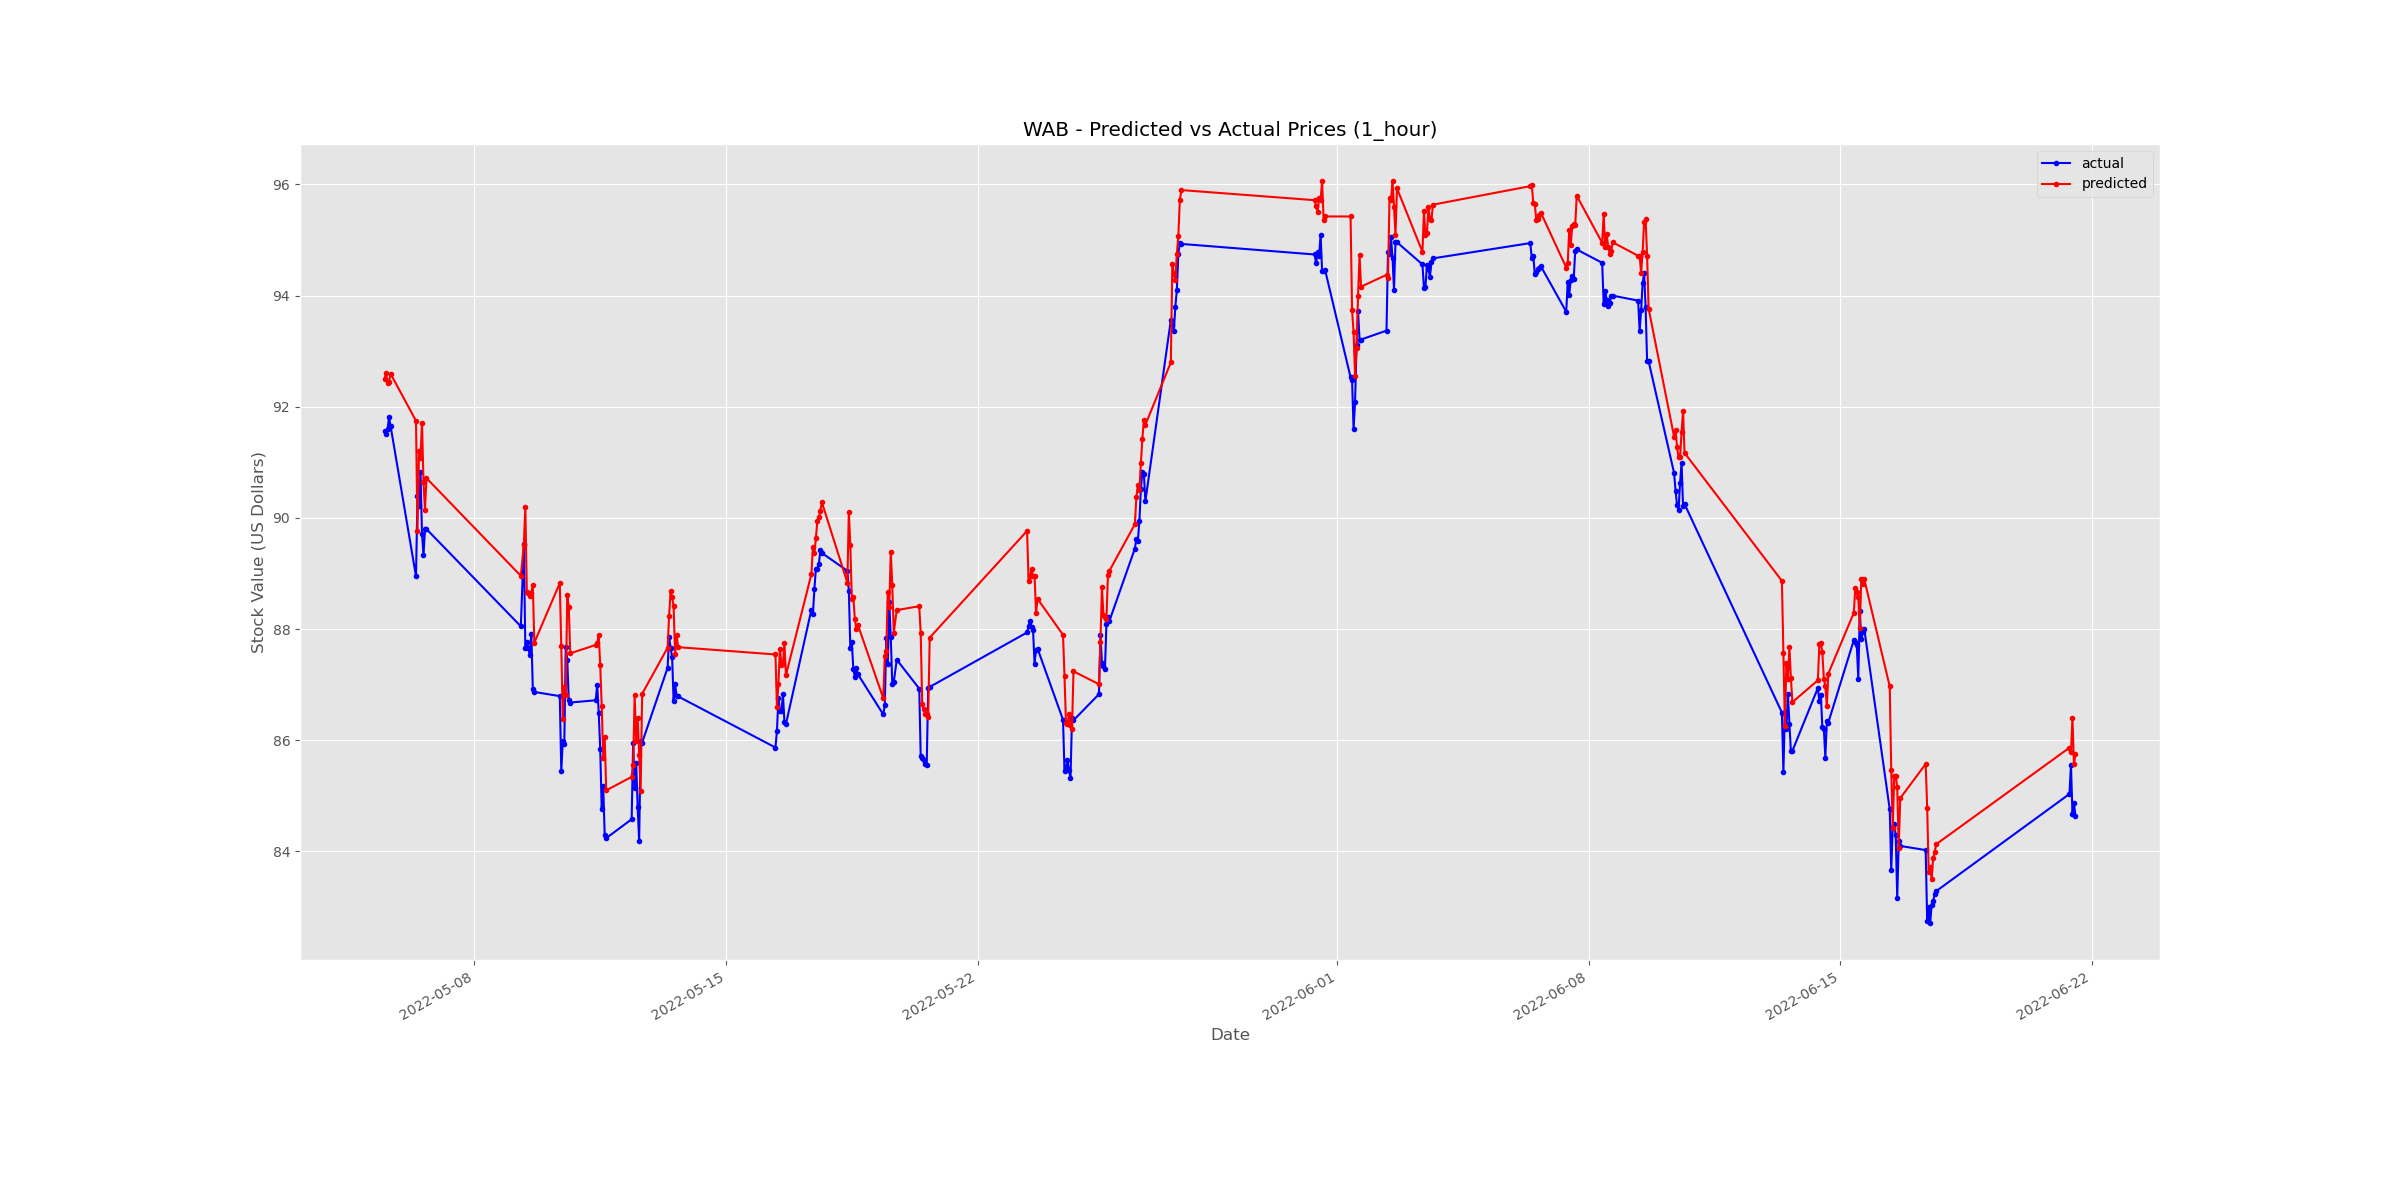 WAB - Predicted vs Actual Prices (1_hour)
actual
predicted
96
94
92
90
88
86
84
Stock Value (US Dollars)
2022-05-08
2022-05-15
2022-05-22
2022-06-01
2022-06-08
2022-06-15
2022-06-22
Date